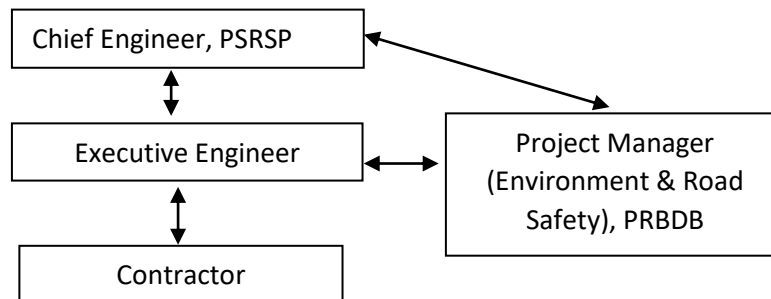 Chief Engineer, PSRSP
Executive Engineer
Project Manager
(Environment & Road
Safety), PRBDB
Contractor